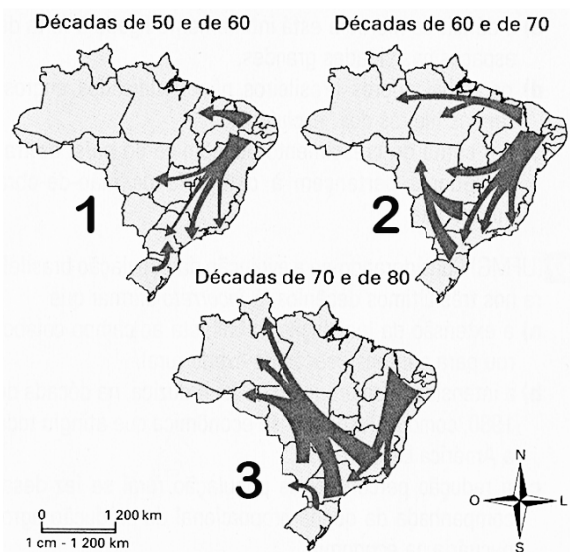 Décadas de 50 e de 60
Décadas de 60 e de 70
1
2
Décadas de 70 e de 80
3
0 1 200 km
1 cm - 1 200 km
N
O
L
S